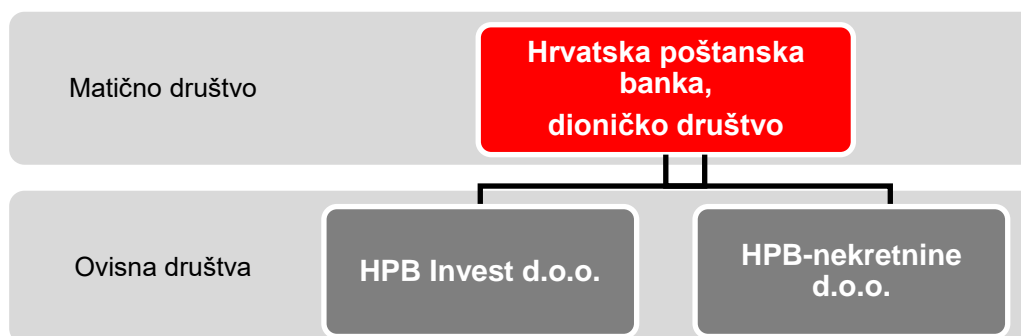 Matično društvo
Hrvatska poštanska
banka,
dioničko društvo
Ovisna društva
HPB Invest d.o.o.
HPB-nekretnine
d.o.o.